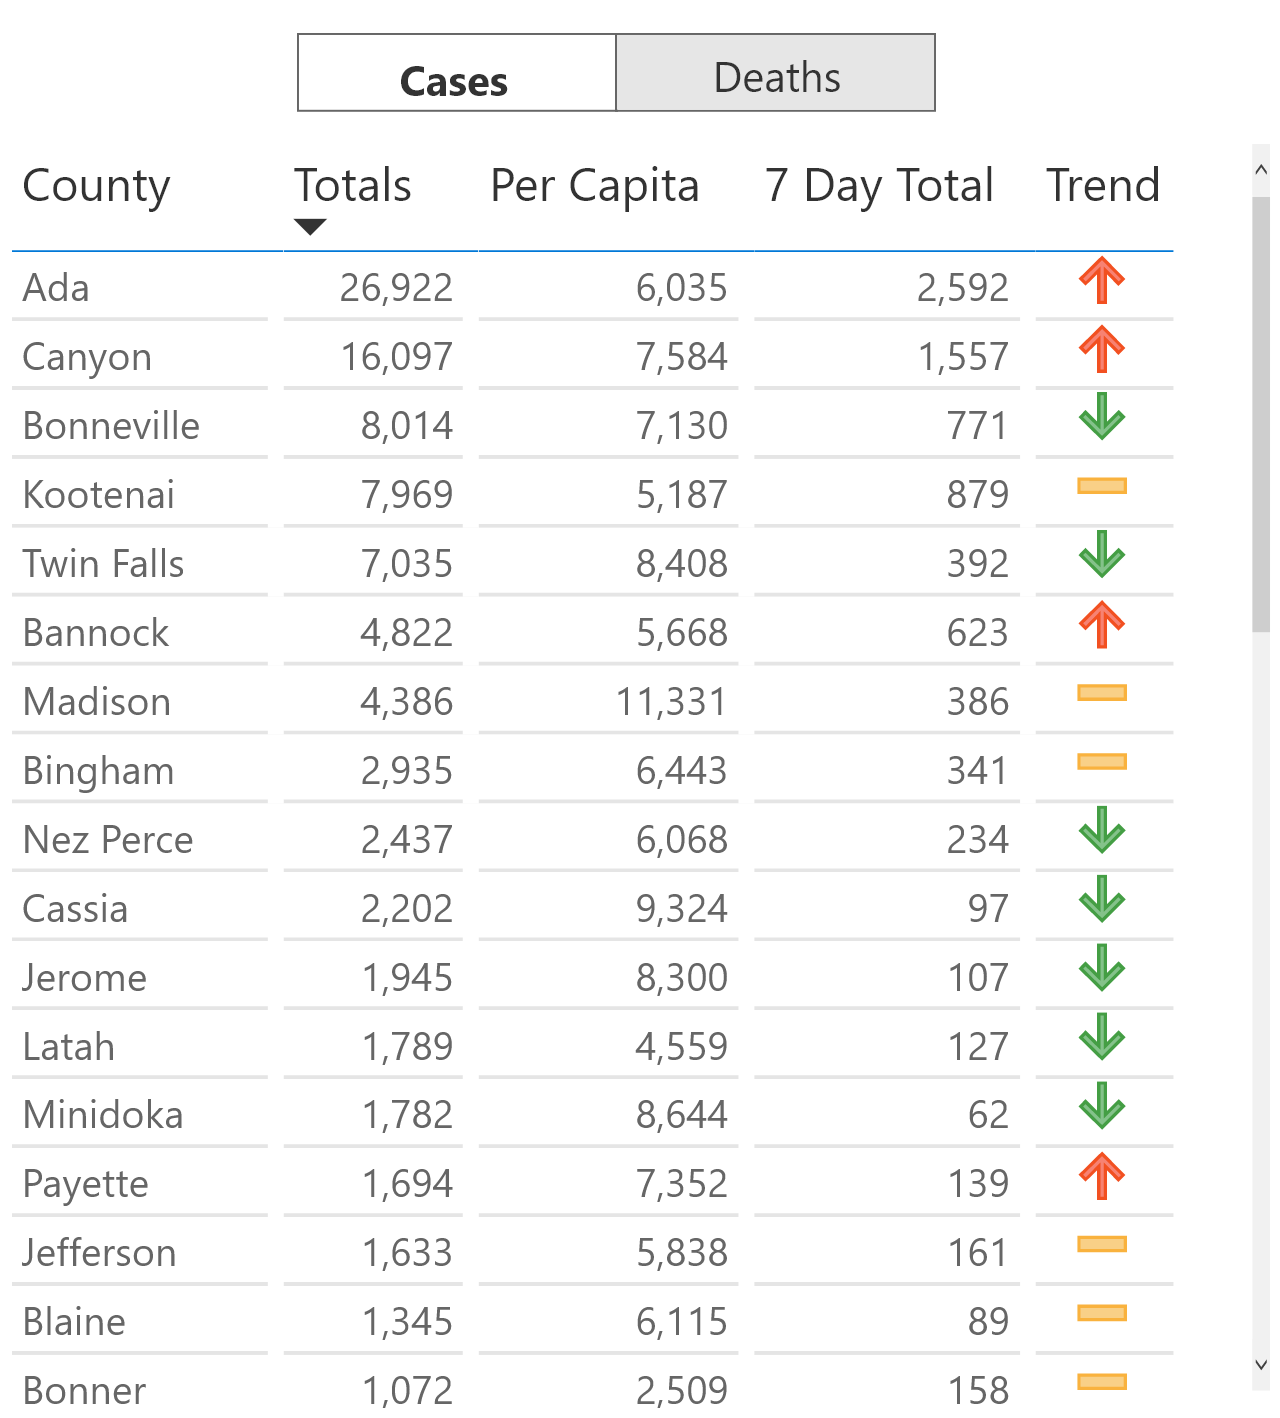 Cases Deaths
County Totals Per Capita 7 Day Total Trend
Ada 26,922 6,035 2,592
Canyon 16,097 7,584 1,557
Bonneville 8,014 7,130 771
Kootenai 7,969 5,187 879
Twin Falls 7,035 8,408 392
Bannock 4,822 5,668 623
Madison 4,386 11,331 386
Bingham 2,935 6,443 341
Nez Perce 2,437 6,068 234
Cassia 2,202 9,324 97
Jerome 1,945 8,300 107
Latah 1,789 4,559 127
Minidoka 1,782 8,644 62
Payette 1,694 7,352 139
Jefferson 1,633 5,838 161
Blaine 1,345 6,115 89
Bonner 1,072 2,509 158